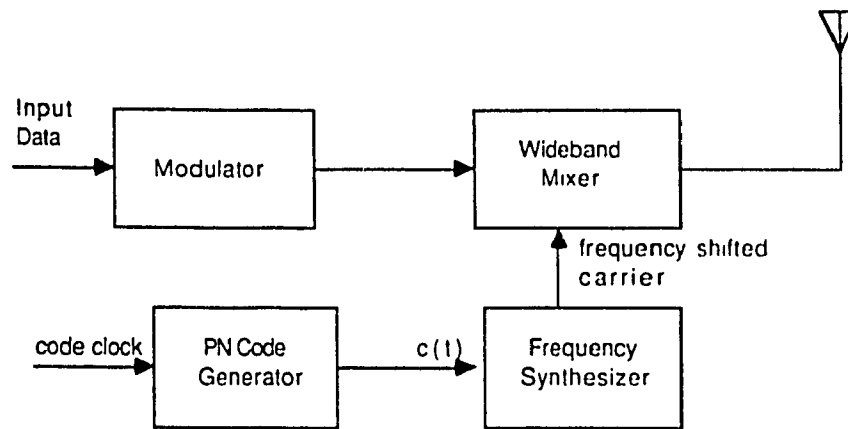 Input
Data
Modulator
Wideband
Mixer
frequency shifted
carrier
code clock
PN Code
Generator
c(t)
Frequency
Synthesizer